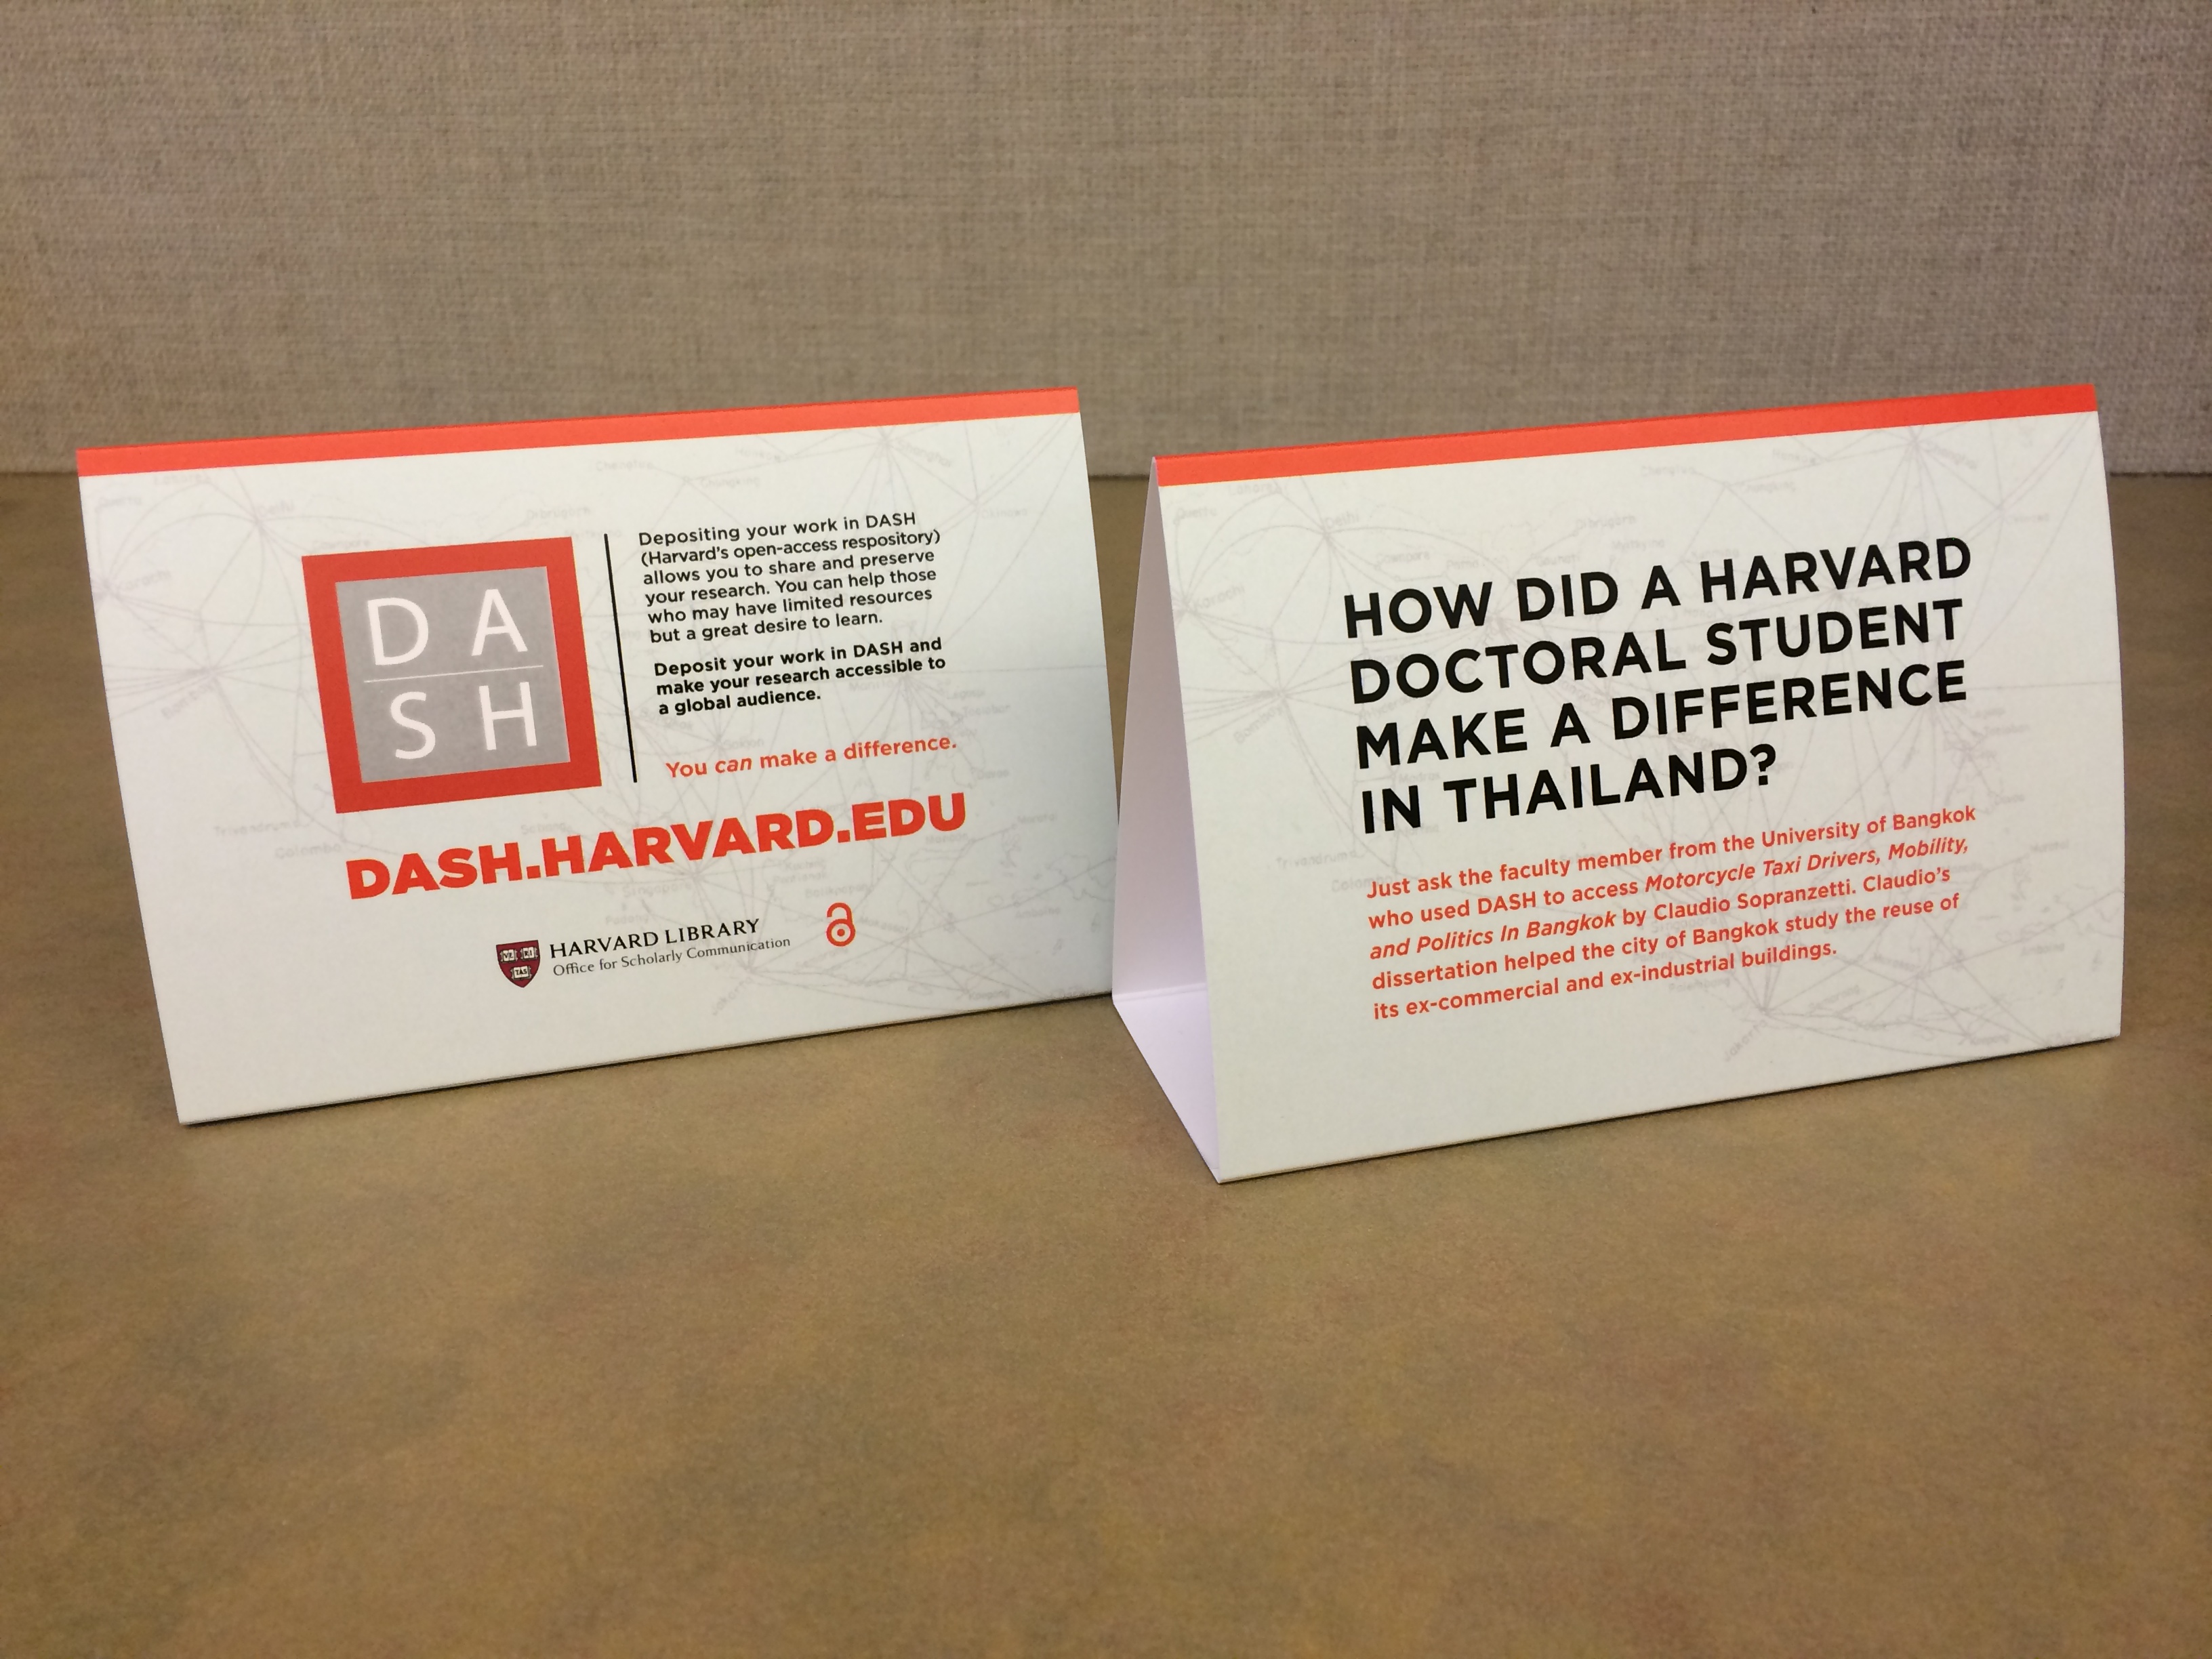 D A
S H
Depositing your work in DASH
(Harvard's open-access respository)
allows you to share and preserve
your research. You can help those
who may have limited resources
but a great desire to learn.
Deposit your work in DASH and
make your research accessible to
a global audience.
You can make a difference.
DASH.HARVARD.EDU
VE RI
TAS
HARVARD LIBRARY
Office for Scholarly Communication
HOW DID A HARVARD
DOCTORAL STUDENT
MAKE A DIFFERENCE
IN THAILAND?
Just ask the faculty member from the University of Bangkok
who used DASH to access Motorcycle Taxi Drivers, Mobility,
and Politics In Bangkok by Claudio Sopranzetti. Claudio's
dissertation helped the city of Bangkok study the reuse of
its ex-commercial and ex-industrial buildings.